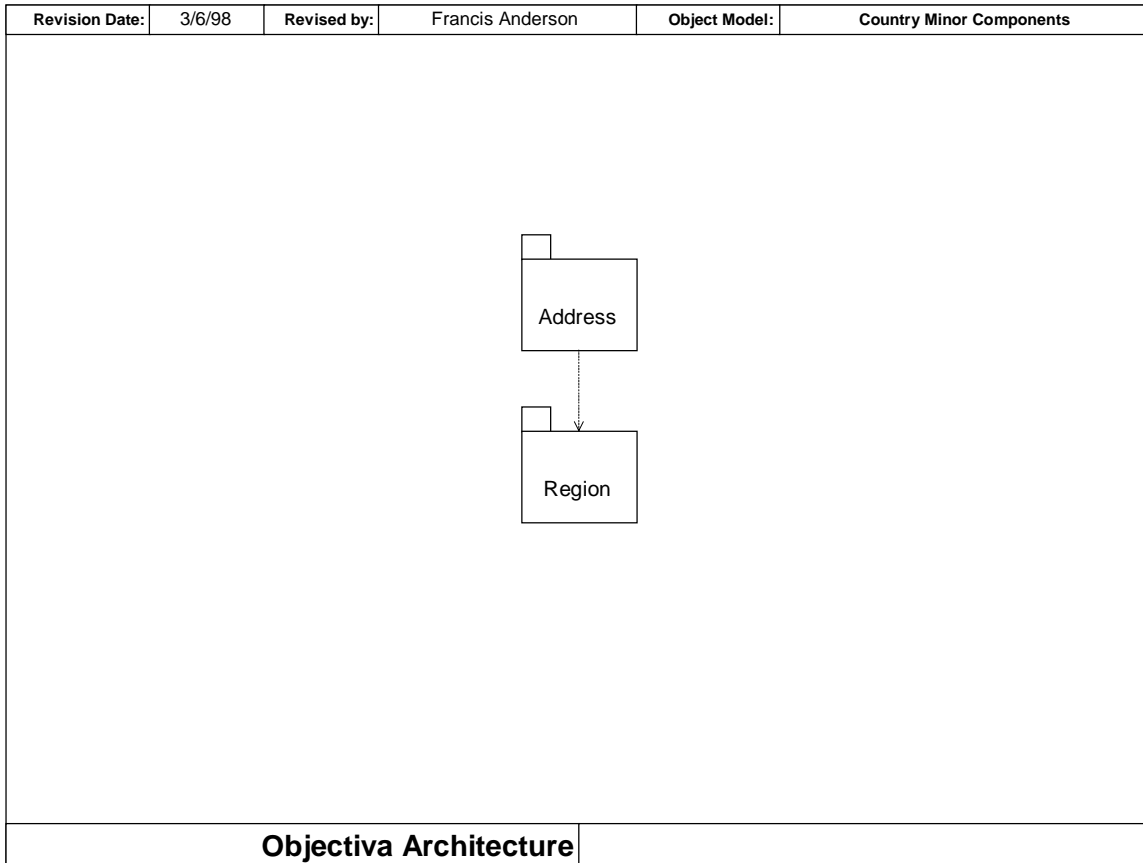 Revision Date: 3/6/98 Revised by: Francis Anderson Object Model: Country Minor Components
Address
Region
Objectiva Architecture